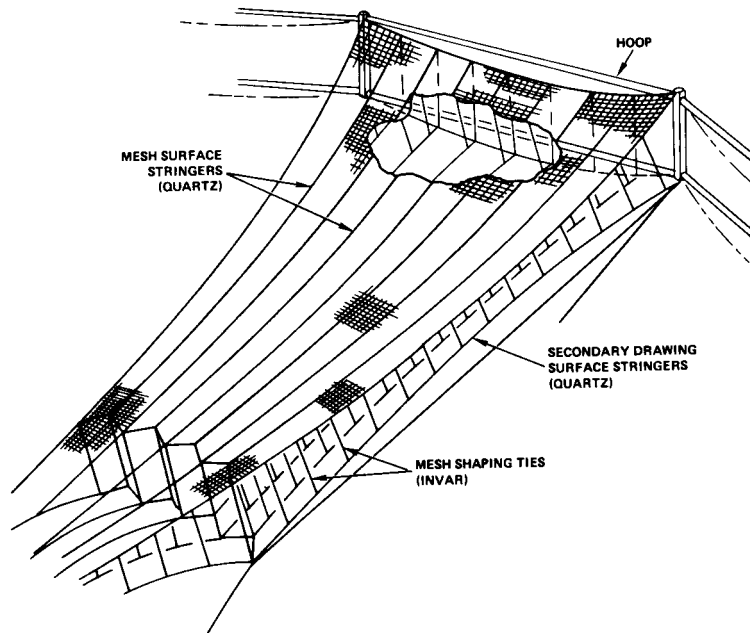 HOOP
MESH SURFACE
STRINGERS
(QUARTZ)
SECONDARY DRAWING
SURFACE STRINGERS
(QUARTZ)
MESH SHAPING TIES
(INVAR)